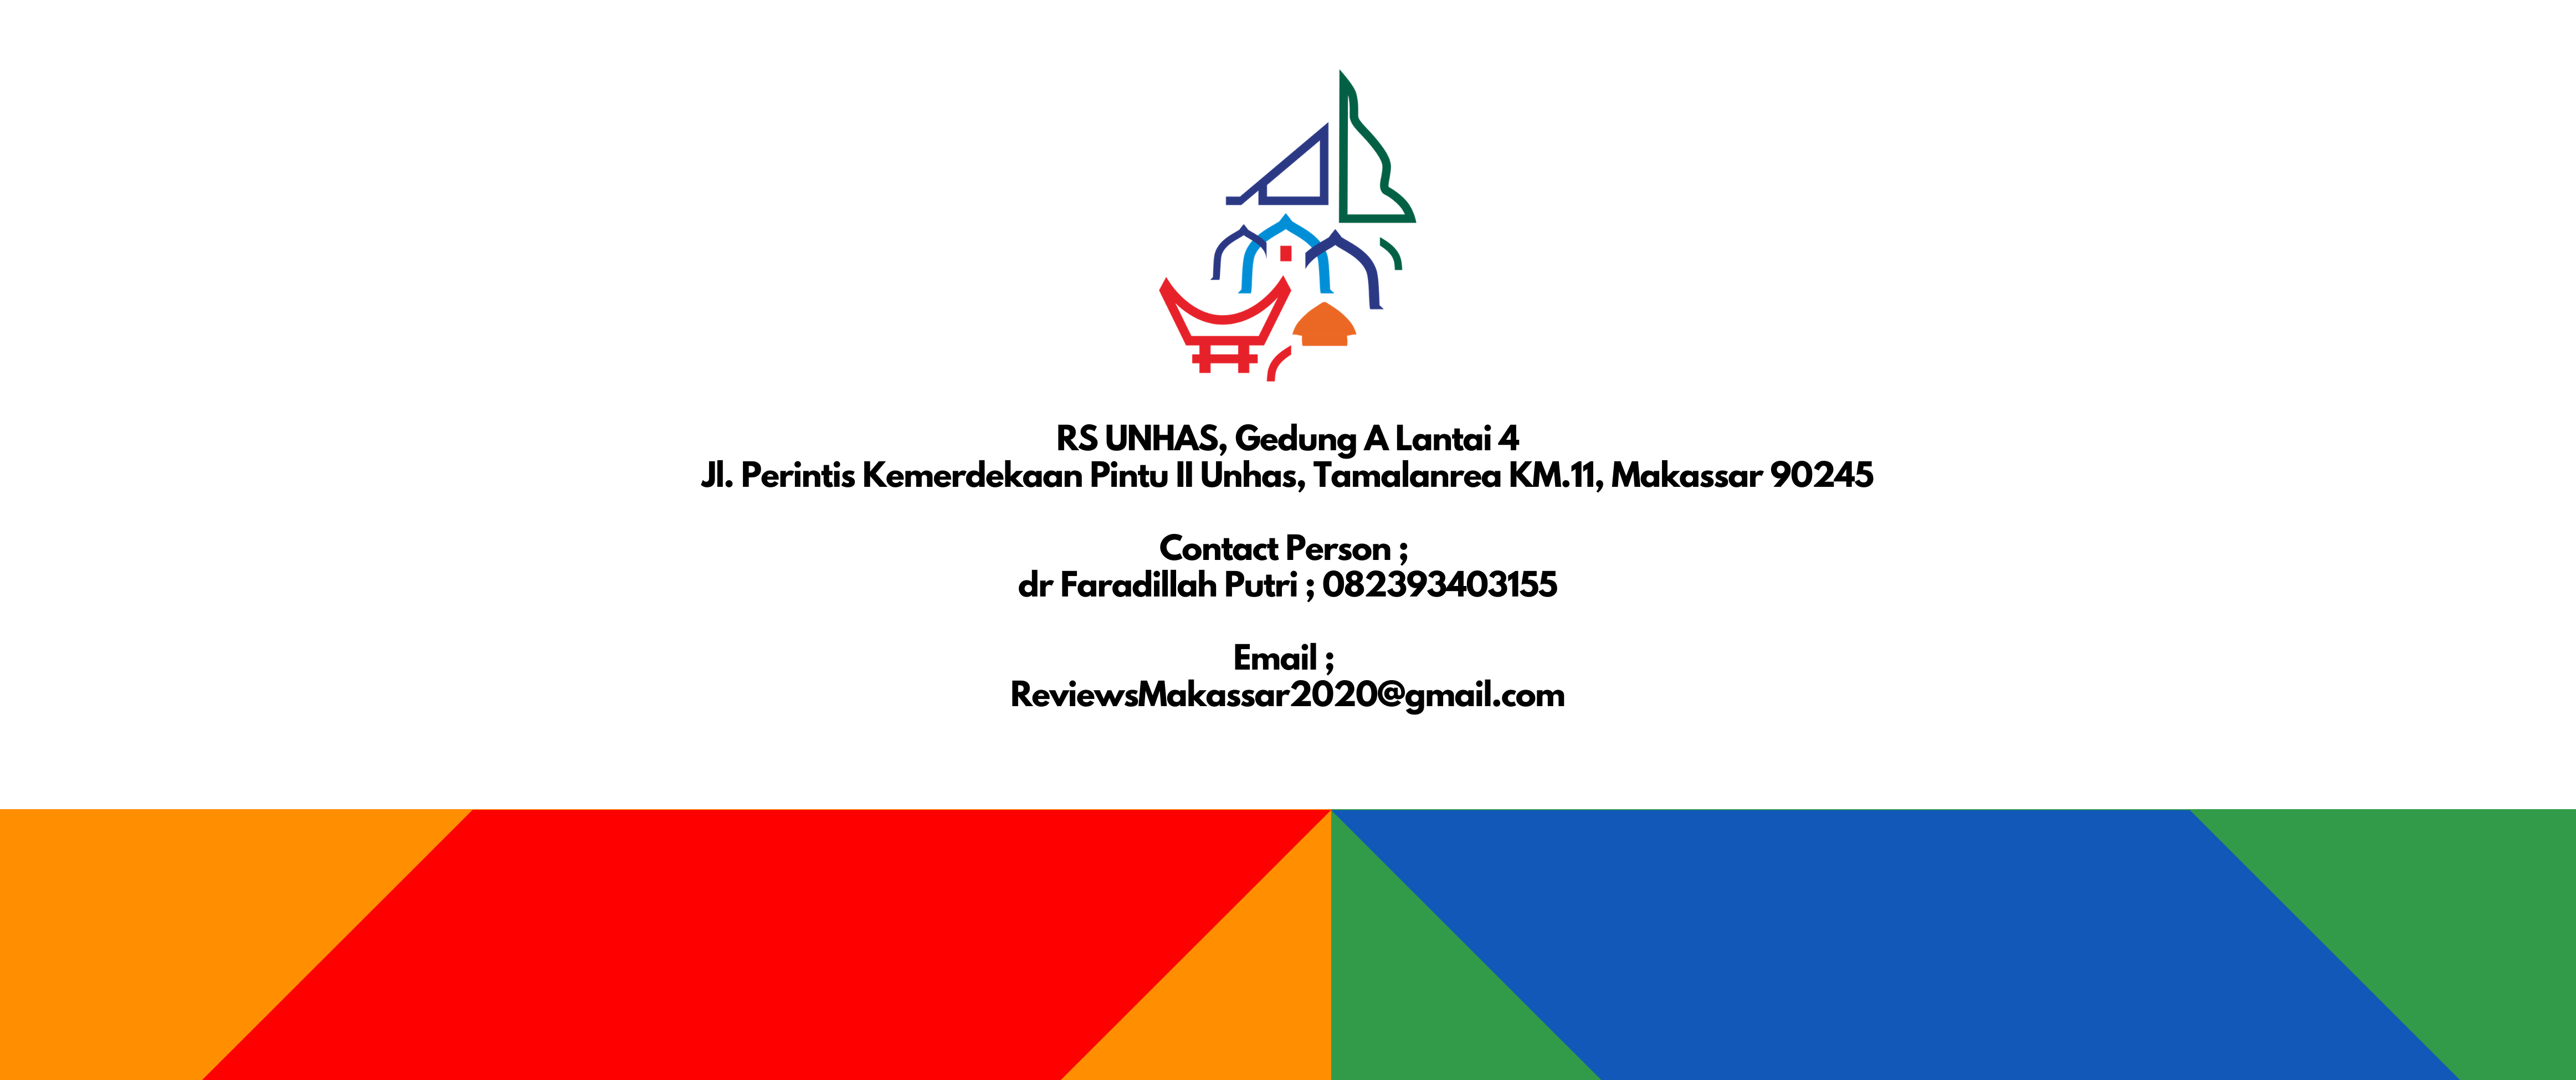 RS UNHAS, Gedung A Lantai 4
Jl. Perintis Kemerdekaan Pintu II Unhas, Tamalanrea KM.11, Makassar 90245
Contact Person ;
dr Faradillah Putri ; 082393403155
Email ;
ReviewsMakassar2020@gmail.com